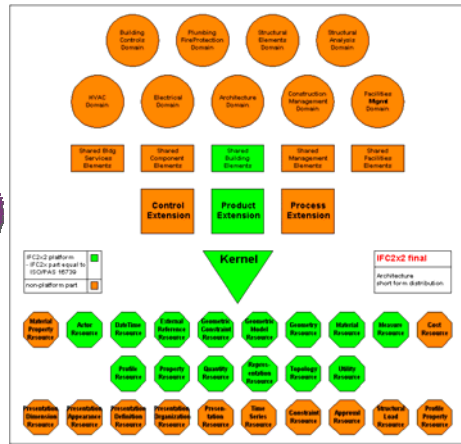 Building
Controls
Domain
Plumbing
FireProtection
Domain
Structural
Elements
Domain
Structural
Analysis
Domain
HVAC
Domain
Electrical
Domain
Architecture
Domain
Construction
Management
Domain
Facilities
Mgmt
Domain
Shared Bldg
Services
Elements
Shared
Component
Elements
Shared
Building
Elements
Shared
Management
Elements
Shared
Facilities
Elements
Control
Extension
Product
Extension
Process
Extension
IFC2x2 platform
- IFC2x part equal to
ISO/PAS 16739
non-platform part
Kernel
IFC2x2 final
Architecture
short form distribution
Material
Property
Resource
Actor
Resource
DateTime
Resource
External
Reference
Resource
Geometric
Constraint
Resource
Geometric
Model
Resource
Geometry
Resource
Material
Resource
Measure
Resource
Cost
Resource
Profile
Resource
Property
Resource
Quantity
Resource
Repre-
sentation
Resource
Topology
Resource
Utility
Resource
Presentation
Dimension
Resource
Presentation
Appearance
Resource
Presentation
Definition
Resource
Presentation
Organization
Resource
Presen-
tation
Resource
Time
Series
Resource
Constraint
Resource
Approval
Resource
Structural
Load
Resource
Profile
Property
Resource